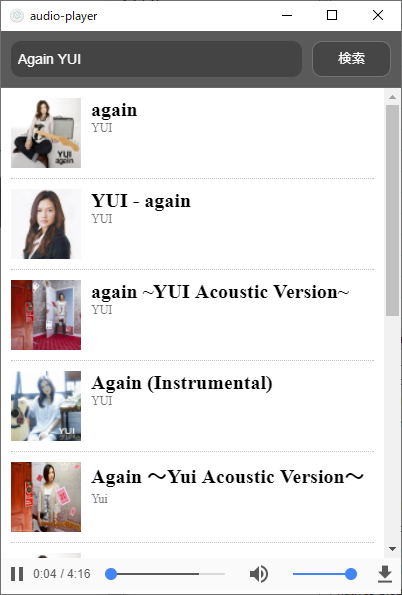 audio-player
Again YUI
検索
again
YUI
YUI
again
YUI - again
YUI
again ~YUI Acoustic Version~
YUI
Again (Instrumental)
YUI
YUI
Again ～Yui Acoustic Version～
Yui
0:04 / 4:16